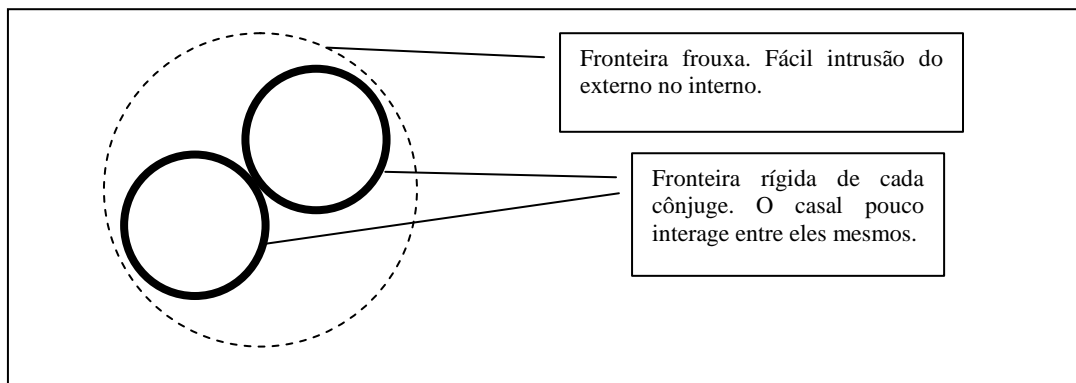 Fronteira frouxa. Fácil intrusão do
externo no interno.
Fronteira rígida de cada
cônjuge. O casal pouco
interage entre eles mesmos.